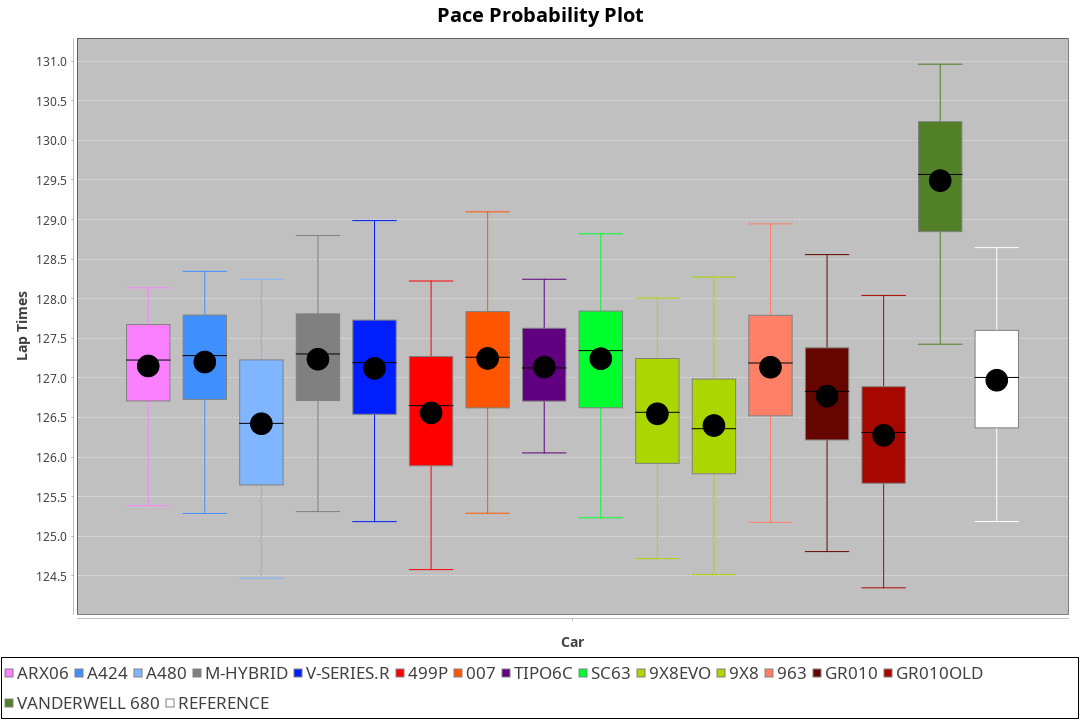 Pace Probability Plot
131.0
130.5
130.0
129.5
129.0
128.5
128.0
127.5
127.0
126.5
126.0
125.5
125.0
124.5
Lap Times
Car
ARX06 A424 A480 M-HYBRID V-SERIES.R 499P 007 TIPO6C SC63 9X8EVO 9X8 963 GR010 GR010OLD
VANDERWELL 680 REFERENCE